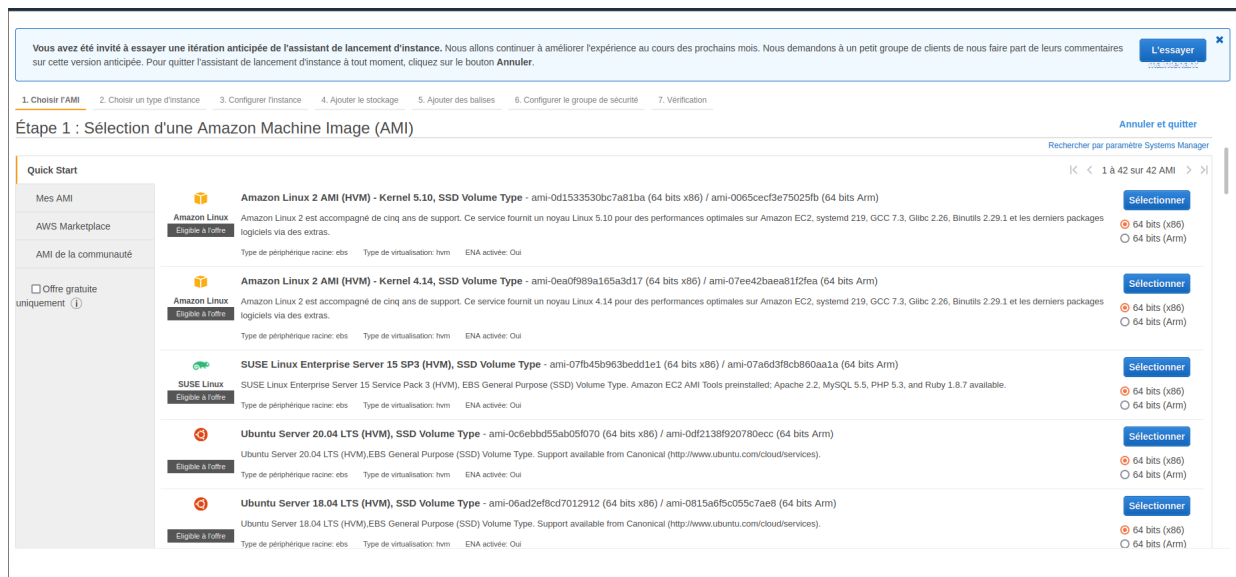 Vous avez été invité à essayer une itération anticipée de l'assistant de lancement d'instance. Nous allons continuer à améliorer l'expérience au cours des prochains mois. Nous demandons à un petit groupe de clients de nous faire part de leurs commentaires
sur cette version anticipée. Pour quitter l'assistant de lancement d'instance à tout moment, cliquez sur le bouton Annuler.
L'essayer
1. Choisir l'AMI 2. Choisir un type d'instance 3. Configurer l'instance 4. Ajouter le stockage 5. Ajouter des balises 6. Configurer le groupe de sécurité 7. Vérification
Étape 1 : Sélection d'une Amazon Machine Image (AMI)
Annuler et quitter
Rechercher par paramètre Systems Manager
Quick Start
1 à 42 sur 42 AMI
Mes AMI
AWS Marketplace
AMI de la communauté
Offre gratuite
uniquement
Amazon Linux
Éligible à l'offre
Amazon Linux 2 AMI (HVM) - Kernel 5.10, SSD Volume Type - ami-0d1533530bc7a81ba (64 bits x86) / ami-0065cecf3e75025fb (64 bits Arm)
Amazon Linux 2 est accompagné de cinq ans de support. Ce service fournit un noyau Linux 5.10 pour des performances optimales sur Amazon EC2, systemd 219, GCC 7.3, Glibc 2.26, Binutils 2.29.1 et les derniers packages
logiciels via des extras.
Type de périphérique racine: ebs Type de virtualisation: hvm ENA activée: Oui
Sélectionner
64 bits (x86)
64 bits (Arm)
Amazon Linux
Éligible à l'offre
Amazon Linux 2 AMI (HVM) - Kernel 4.14, SSD Volume Type - ami-0ea0f989a165a3d17 (64 bits x86) / ami-07ee42baea81f2fea (64 bits Arm)
Amazon Linux 2 est accompagné de cinq ans de support. Ce service fournit un noyau Linux 4.14 pour des performances optimales sur Amazon EC2, systemd 219, GCC 7.3, Glibc 2.26, Binutils 2.29.1 et les derniers packages
logiciels via des extras.
Type de périphérique racine: ebs Type de virtualisation: hvm ENA activée: Oui
Sélectionner
64 bits (x86)
64 bits (Arm)
SUSE Linux
Éligible à l'offre
SUSE Linux Enterprise Server 15 SP3 (HVM), SSD Volume Type - ami-07fb45b963bedd1e1 (64 bits x86) / ami-07a6d3f8cb860aa1a (64 bits Arm)
SUSE Linux Enterprise Server 15 Service Pack 3 (HVM), EBS General Purpose (SSD) Volume Type. Amazon EC2 AMI Tools preinstalled; Apache 2.2, MySQL 5.5, PHP 5.3, and Ruby 1.8.7 available.
Type de périphérique racine: ebs Type de virtualisation: hvm ENA activée: Oui
Sélectionner
64 bits (x86)
64 bits (Arm)
Éligible à l'offre
Ubuntu Server 20.04 LTS (HVM), SSD Volume Type - ami-0c6ebbd55ab05f070 (64 bits x86) / ami-0df2138f920780ecc (64 bits Arm)
Ubuntu Server 20.04 LTS (HVM),EBS General Purpose (SSD) Volume Type. Support available from Canonical (http://www.ubuntu.com/cloud/services).
Type de périphérique racine: ebs Type de virtualisation: hvm ENA activée: Oui
Sélectionner
64 bits (x86)
64 bits (Arm)
Éligible à l'offre
Ubuntu Server 18.04 LTS (HVM), SSD Volume Type - ami-06ad2ef8cd7012912 (64 bits x86) / ami-0815a6f5c055c7ae8 (64 bits Arm)
Ubuntu Server 18.04 LTS (HVM),EBS General Purpose (SSD) Volume Type. Support available from Canonical (http://www.ubuntu.com/cloud/services).
Type de périphérique racine: ebs Type de virtualisation: hvm ENA activée: Oui
Sélectionner
64 bits (x86)
64 bits (Arm)